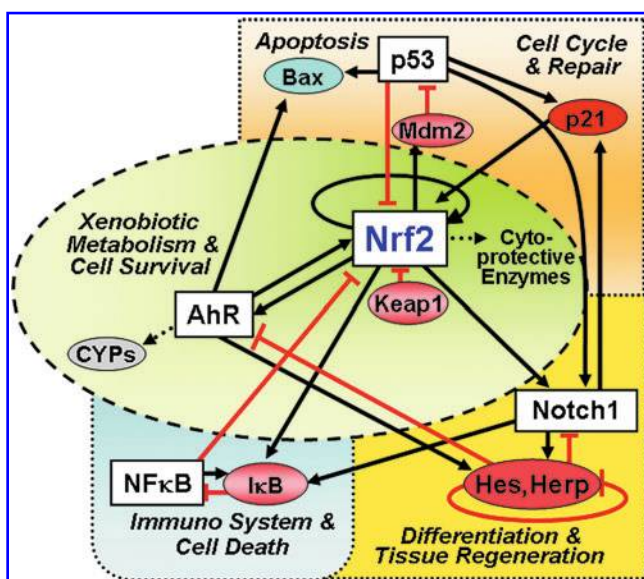 Apoptosis
p53
Cell Cycle
& Repair
Bax
Mdm2
p21
Xenobiotic
Metabolism &
Cell Survival
Nrf2
Cyto-
protective
Enzymes
Keap1
AhR
CYPs
Notch1
NFκB
IκB
Hes,Herp
Immuno System &
Cell Death
Differentiation &
Tissue Regeneration